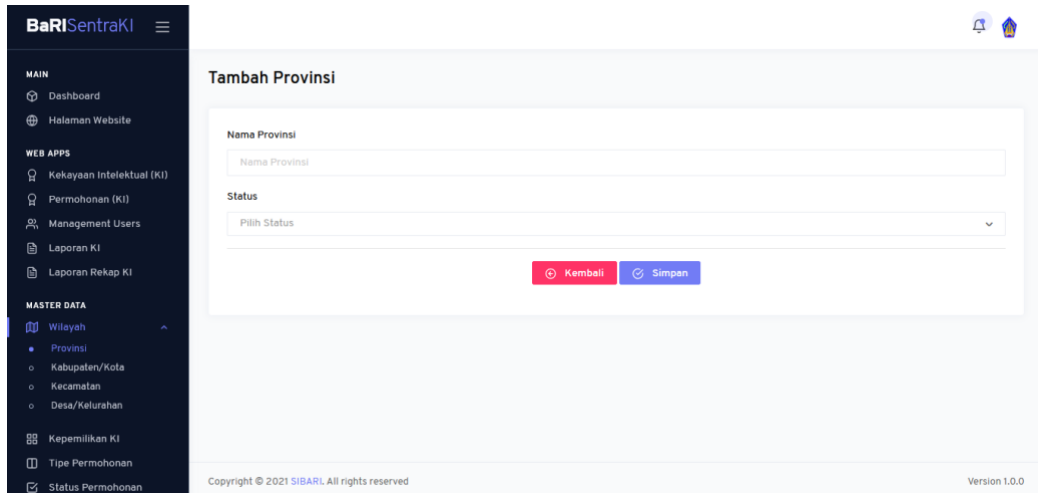 BaRISentraKI
MAIN
Dashboard
Halaman Website
WEB APPS
Kekayaan Intelektual (KI)
Permohonan (KI)
Management Users
Laporan KI
Laporan Rekap KI
MASTER DATA
Wilayah
Provinsi
Kabupaten/Kota
Kecamatan
Desa/Kelurahan
Kepemilikan KI
Tipe Permohonan
Status Permohonan
Tambah Provinsi
Nama Provinsi
Nama Provinsi
Status
Pilih Status
Kembali
Simpan
Copyright © 2021 SIBARI. All rights reserved
Version 1.0.0